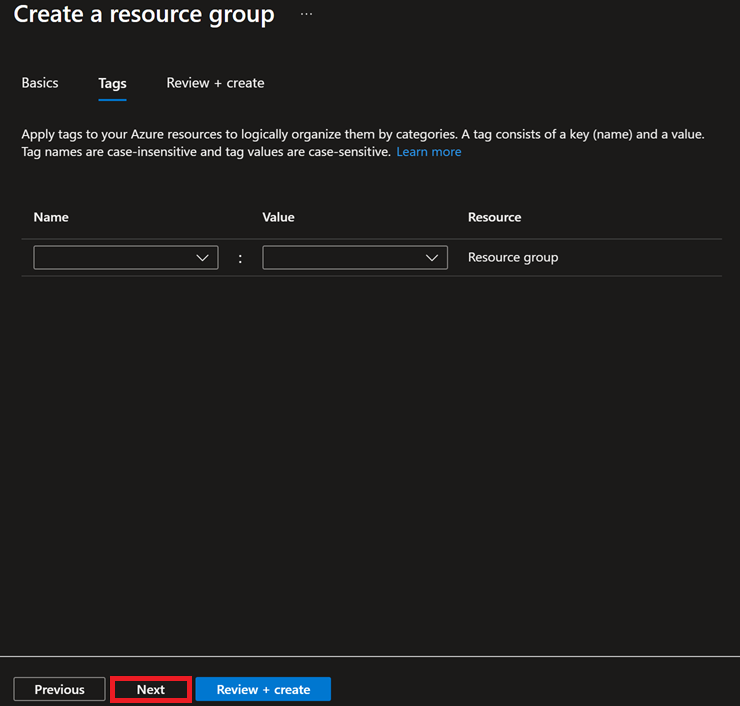 Create a resource group ...
Basics Tags Review + create
Apply tags to your Azure resources to logically organize them by categories. A tag consists of a key (name) and a value.
Tag names are case-insensitive and tag values are case-sensitive. Learn more
Name Value Resource
: Resource group
Previous Next Review + create